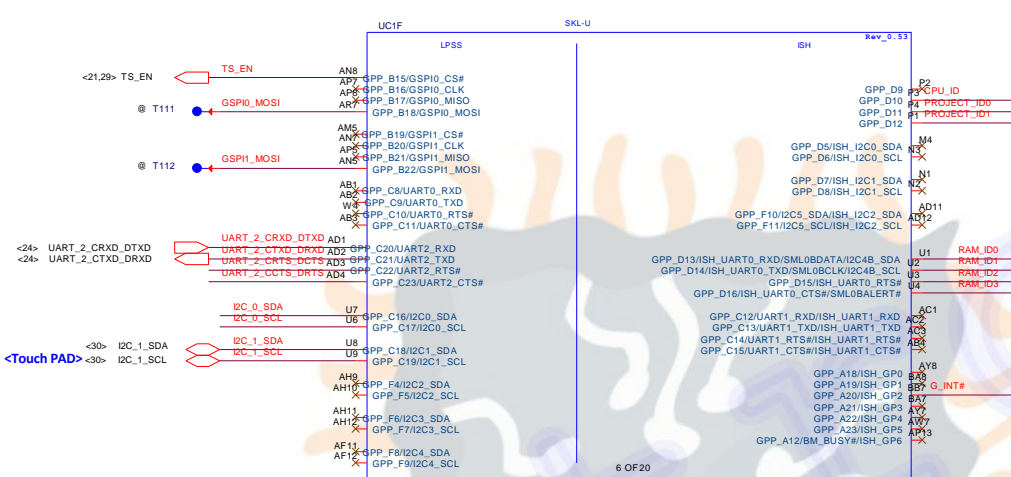 UC1F
SKL-U
Rev_0.53
LPSS
ISH
<21,29> TS_EN
TS_EN
AN8
GPP_B15/GSPI0_CS#
AP7
GPP_B16/GSPI0_CLK
AP8
GPP_B17/GSPI0_MISO
@ T111
GSPI0_MOSI
AR7
GPP_B18/GSPI0_MOSI
AM5
GPP_B19/GSPI1_CS#
AN7
GPP_B20/GSPI1_CLK
AP5
GPP_B21/GSPI1_MISO
@ T112
GSPI1_MOSI
AN5
GPP_B22/GSPI1_MOSI
AB1
GPP_C8/UART0_RXD
AB2
GPP_C9/UART0_TXD
W4
GPP_C10/UART0_RTS#
AB3
GPP_C11/UART0_CTS#
<24> UART_2_CRXD_DTXD
UART_2_CRXD_DTXD
AD1
GPP_C20/UART2_RXD
<24> UART_2_CTXD_DRXD
UART_2_CTXD_DRXD
AD2
GPP_C21/UART2_TXD
UART_2_CRTS_DCTS
AD3
GPP_C22/UART2_RTS#
UART_2_CCTS_DRTS
AD4
GPP_C23/UART2_CTS#
I2C_0_SDA
U7
GPP_C16/I2C0_SDA
I2C_0_SCL
U6
GPP_C17/I2C0_SCL
<30> I2C_1_SDA
I2C_1_SDA
U8
GPP_C18/I2C1_SDA
<Touch PAD>
<30> I2C_1_SCL
I2C_1_SCL
U9
GPP_C19/I2C1_SCL
AH9
GPP_F4/I2C2_SDA
AH10
GPP_F5/I2C2_SCL
AH11
GPP_F6/I2C3_SDA
AH12
GPP_F7/I2C3_SCL
AF11
GPP_F8/I2C4_SDA
AF12
GPP_F9/I2C4_SCL
GPP_D9
P2
GPP_D10
P3
CPU_ID
GPP_D11
P4
PROJECT_ID0
GPP_D12
P1
PROJECT_ID1
GPP_D5/ISH_I2C0_SDA
M4
GPP_D6/ISH_I2C0_SCL
N3
GPP_D7/ISH_I2C1_SDA
N1
GPP_D8/ISH_I2C1_SCL
N2
GPP_F10/I2C5_SDA/ISH_I2C2_SDA
AD11
GPP_F11/I2C5_SCL/ISH_I2C2_SCL
AD12
GPP_D13/ISH_UART0_RXD/SML0BDATA/I2C4B_SDA
U1
RAM_ID0
GPP_D14/ISH_UART0_TXD/SML0BCLK/I2C4B_SCL
U2
RAM_ID1
GPP_D15/ISH_UART0_RTS#
U3
RAM_ID2
GPP_D16/ISH_UART0_CTS#/SML0BALERT#
U4
RAM_ID3
GPP_C12/UART1_RXD/ISH_UART1_RXD
AC1
GPP_C13/UART1_TXD/ISH_UART1_TXD
AC2
GPP_C14/UART1_RTS#/ISH_UART1_RTS#
AC3
GPP_C15/UART1_CTS#/ISH_UART1_CTS#
AB4
GPP_A18/ISH_GP0
AY8
GPP_A19/ISH_GP1
BA8
GPP_A20/ISH_GP2
BB7
G_INT#
GPP_A21/ISH_GP3
BA7
GPP_A22/ISH_GP4
AY7
GPP_A23/ISH_GP5
AW7
GPP_A12/BM_BUSY#/ISH_GP6
AP13
6 OF20